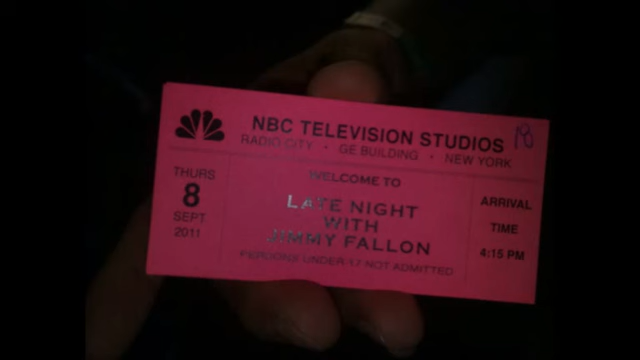 NBC TELEVISION STUDIOS 18
RADIO CITY · GE BUILDING · NEW YORK
THURS
8
SEPT
2011
WELCOME TO
LATE NIGHT
WITH
JIMMY FALLON
PERSONS UNDER 17 NOT ADMITTED
ARRIVAL
TIME
4:15 PM